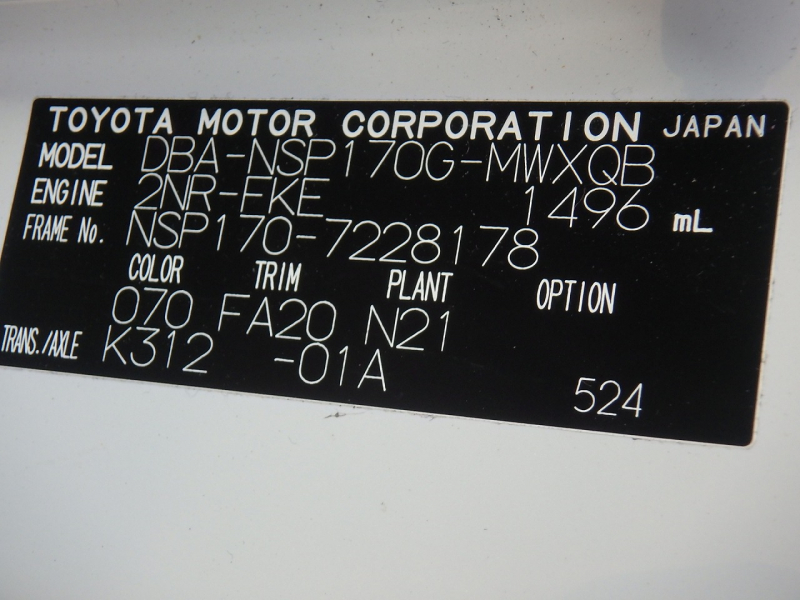 TOYOTA MOTOR CORPORATION JAPAN
MODEL DBA-NSP170G-MWXQB
ENGINE 2NR-FKE 1496 mL
FRAME No. NSP170-7228178
COLOR TRIM PLANT OPTION
070 FA20 N21
TRANS./AXLE K312 -01A
524